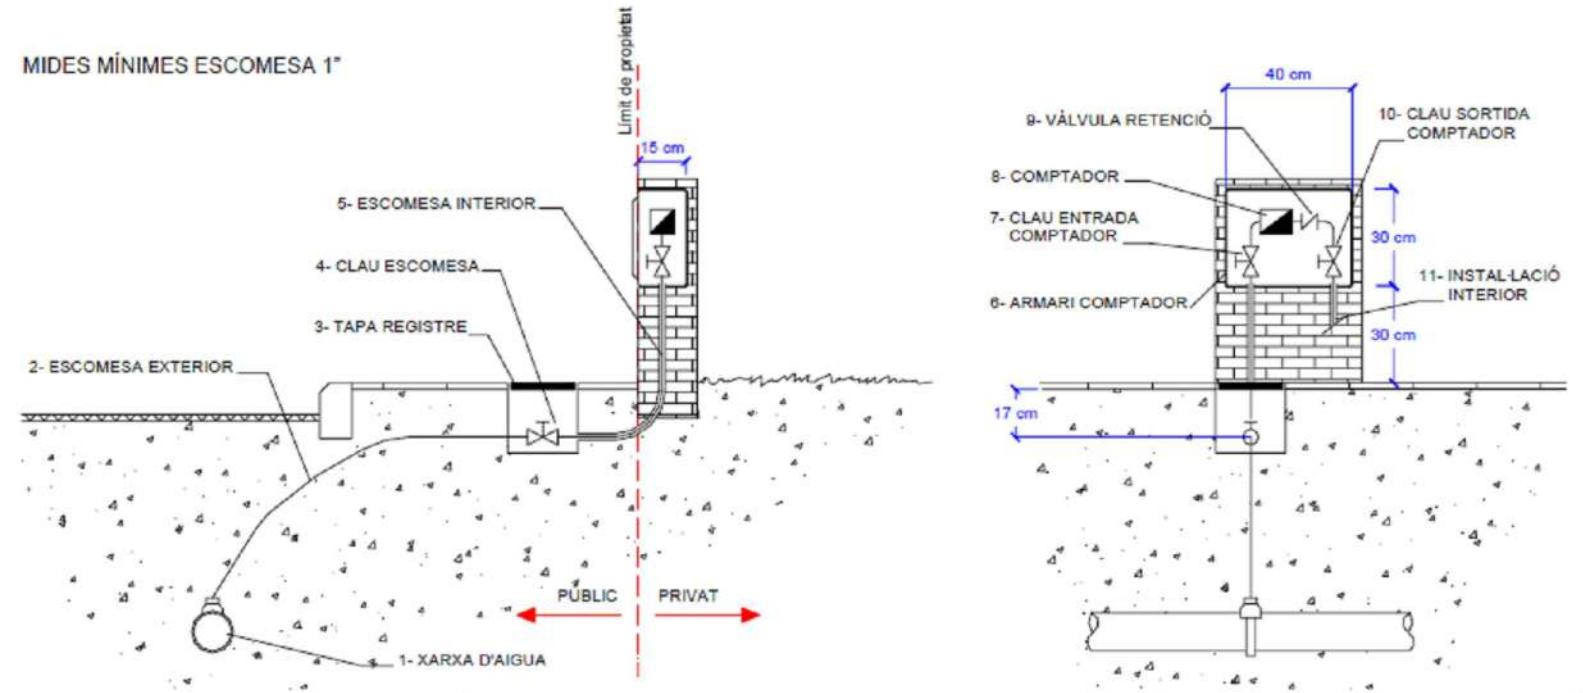 MIDES MÍNIMES ESCOMESA 1"
Límit de propietat
15 cm
5- ESCOMESA INTERIOR
4- CLAU ESCOMESA
3- TAPA REGISTRE
2- ESCOMESA EXTERIOR
PÚBLIC
PRIVAT
1- XARXA D'AIGUA
40 cm
9- VÀLVULA RETENCIÓ
10- CLAU SORTIDA
COMPTADOR
8- COMPTADOR
7- CLAU ENTRADA
COMPTADOR
30 cm
11- INSTAL·LACIÓ
INTERIOR
6- ARMARI COMPTADOR
30 cm
17 cm